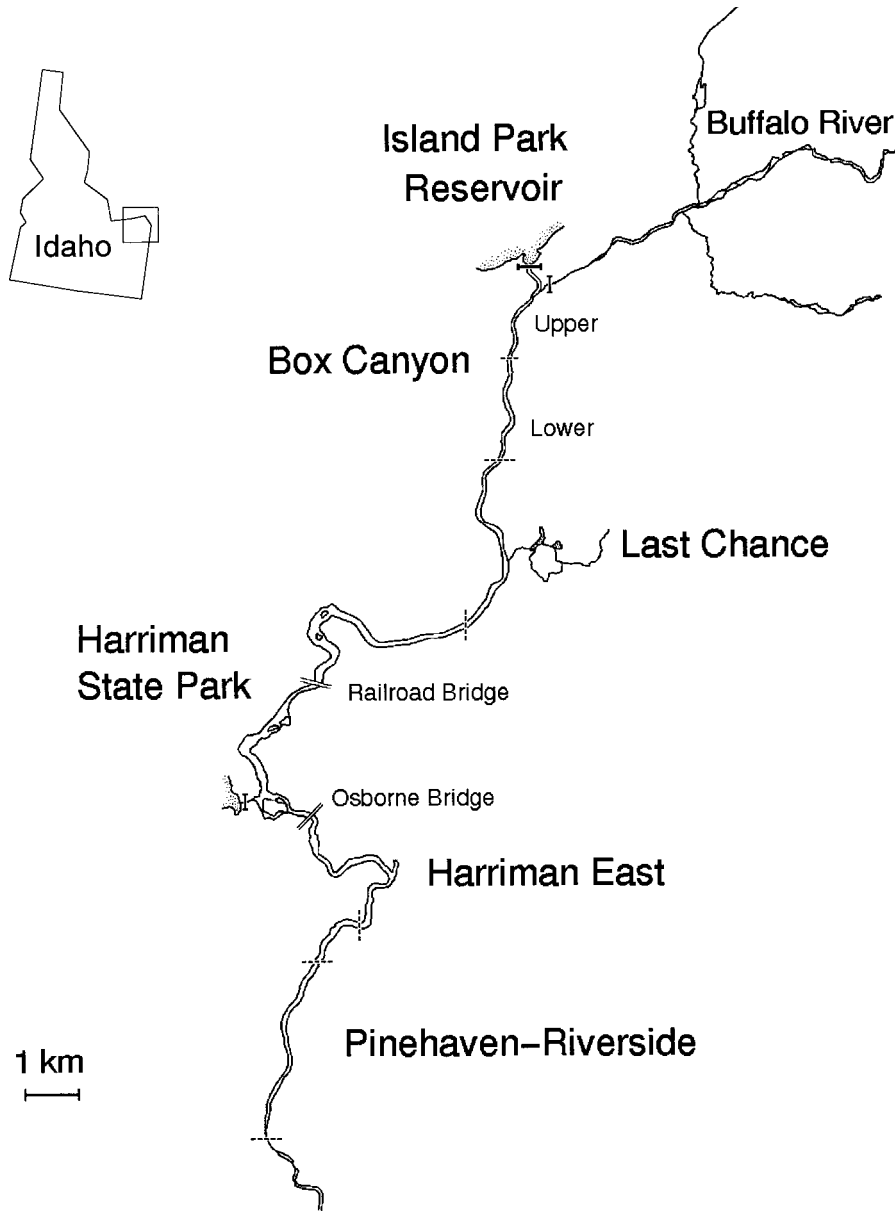 Idaho
Island Park
Reservoir
Buffalo River
Upper
Box Canyon
Lower
Last Chance
Harriman
State Park
Railroad Bridge
Osborne Bridge
Harriman East
Pinehaven–Riverside
1 km